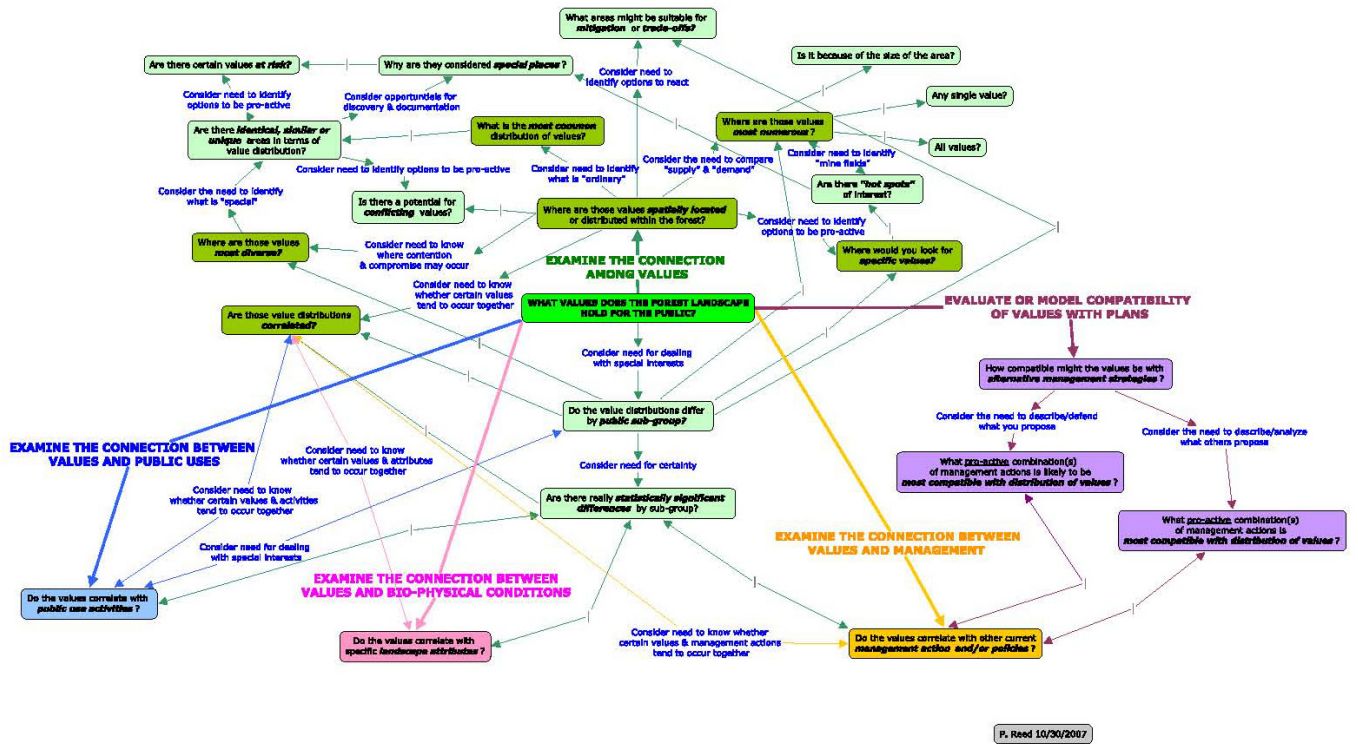 What areas might be suitable for
mitigation or trade-offs?
Is it because of the size of the area?
Are there certain values at risk?
Why are they considered special places ?
Consider need to
identify options to react
Any single value?
Consider need to identify
options to be pro-active
Consider opportuntiels for
discovery & documentation
Where are those values
most numerous ?
What is the most common
distribution of values?
Are there identical, similar or
unique areas in terms of
value distribution?
All values?
Consider need to identify
"mine fields"
Consider the need to compare
"supply" & "demand"
Consider need to identify options to be pro-active
Consider need to identify
what is "ordinary"
Are there "hot spots"
of interest?
Consider the need to identify
what is "special"
Is there a potential for
conflicting values?
Where are those values spatially located
or distributed within the forest?
Consider need to identify
options to be pro-active
Where are those values
most diverse?
Consider need to know
where contention
& compromise may occur
Where would you look for
specific values?
EXAMINE THE CONNECTION
AMONG VALUES
Consider need to know
whether certain values
tend to occur together
WHAT VALUES DOES THE FOREST LANDSCAPE
HOLD FOR THE PUBLIC?
EVALUATE OR MODEL COMPATIBILITY
OF VALUES WITH PLANS
Are those value distributions
correlated?
Consider need for dealing
with special interests
How compatible might the values be with
alternative management strategies ?
Do the value distributions differ
by public sub-group?
Consider the need to describe/defend
what you propose
Consider the need to describe/analyze
what others propose
EXAMINE THE CONNECTION BETWEEN
VALUES AND PUBLIC USES
Consider need to know
whether certain values & attributes
tend to occur together
Consider need for certainty
What pro-active combination(s)
of management actions is likely to be
most compatible with distribution of values ?
Consider need to know
whether certain values & activities
tend to occur together
Are there really statistically significant
differences by sub-group?
What pro-active combination(s)
of management actions is
most compatible with distribution of values ?
Consider need for dealing
with special interests
EXAMINE THE CONNECTION BETWEEN
VALUES AND MANAGEMENT
EXAMINE THE CONNECTION BETWEEN
VALUES AND BIO-PHYSICAL CONDITIONS
Do the values correlate with
public use activities ?
Do the values correlate with
specific landscape attributes ?
Consider need to know whether
certain values & management actions
tend to occur together
Do the values correlate with other current
management action and/or policies ?
P. Reed 10/30/2007